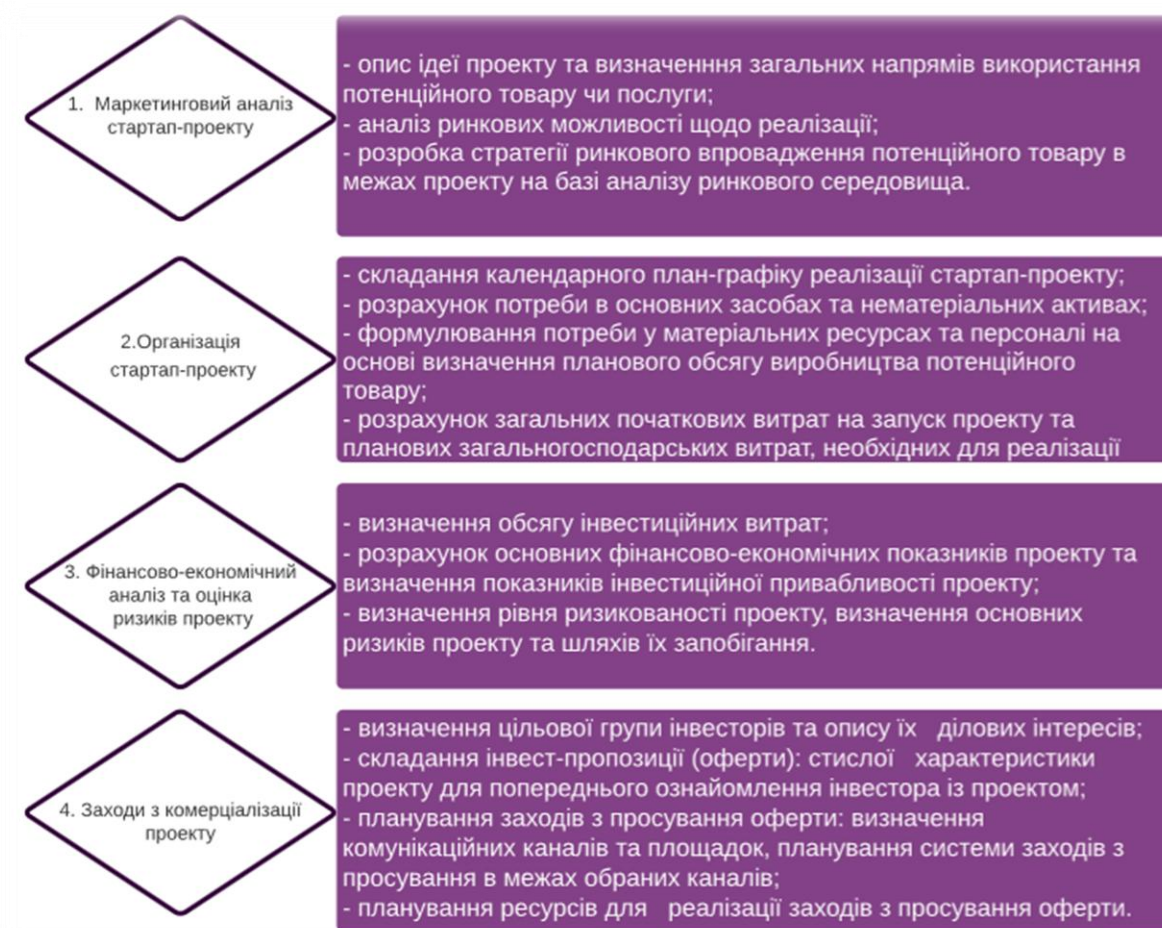 1. Маркетинговий аналіз
стартап-проекту
- опис ідеї проекту та визначенння загальних напрямів використання
потенційного товару чи послуги;
- аналіз ринкових можливості щодо реалізації;
- розробка стратегії ринкового впровадження потенційного товару в
межах проекту на базі аналізу ринкового середовища.
2.Організація
стартап-проекту
- складання календарного план-графіку реалізації стартап-проекту;
- розрахунок потреби в основних засобах та нематеріальних активах;
- формулювання потреби у матеріальних ресурсах та персоналі на
основі визначення планового обсягу виробництва потенційного
товару;
- розрахунок загальних початкових витрат на запуск проекту та
планових загальногосподарських витрат, необхідних для реалізації
3. Фінансово-економічний
аналіз та оцінка
ризиків проекту
- визначення обсягу інвестиційних витрат;
- розрахунок основних фінансово-економічних показників проекту та
визначення показників інвестиційної привабливості проекту;
- визначення рівня ризикованості проекту, визначення основних
ризиків проекту та шляхів їх запобігання.
4. Заходи з комерціалізації
проекту
- визначення цільової групи інвесторів та опису їх ділових інтересів;
- складання інвест-пропозиції (оферти): стислої характеристики
проекту для попереднього ознайомлення інвестора із проектом;
- планування заходів з просування оферти: визначення
комунікаційних каналів та площадок, планування системи заходів з
просування в межах обраних каналів;
- планування ресурсів для реалізації заходів з просування оферти.